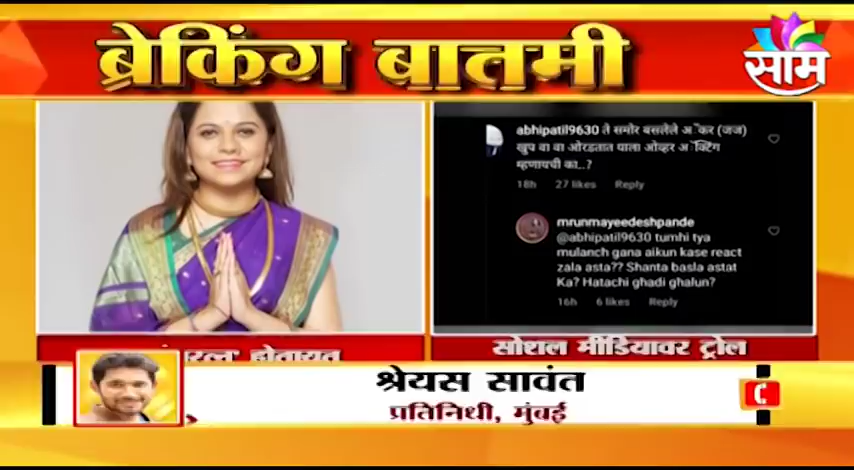 ब्रेकिंग बातमी
साम
abhipatil9630 ते समोर बसलेले अॅंकर (जज)
खुप वा वा ओरडतात याला ओव्हर अॅक्टिंग
म्हणायची का..?
18h 27 likes Reply
mrunmayeedeshpande
@abhipatil9630 tumhi tya
mulanch gana aikun kase react
zala asta?? Shanta basla astat
Ka? Hatachi ghadi ghalun?
16h 6 likes Reply
होतायत
सोशल मीडियावर ट्रोल
श्रेयस सावंत
प्रतिनिधी, मुंबई